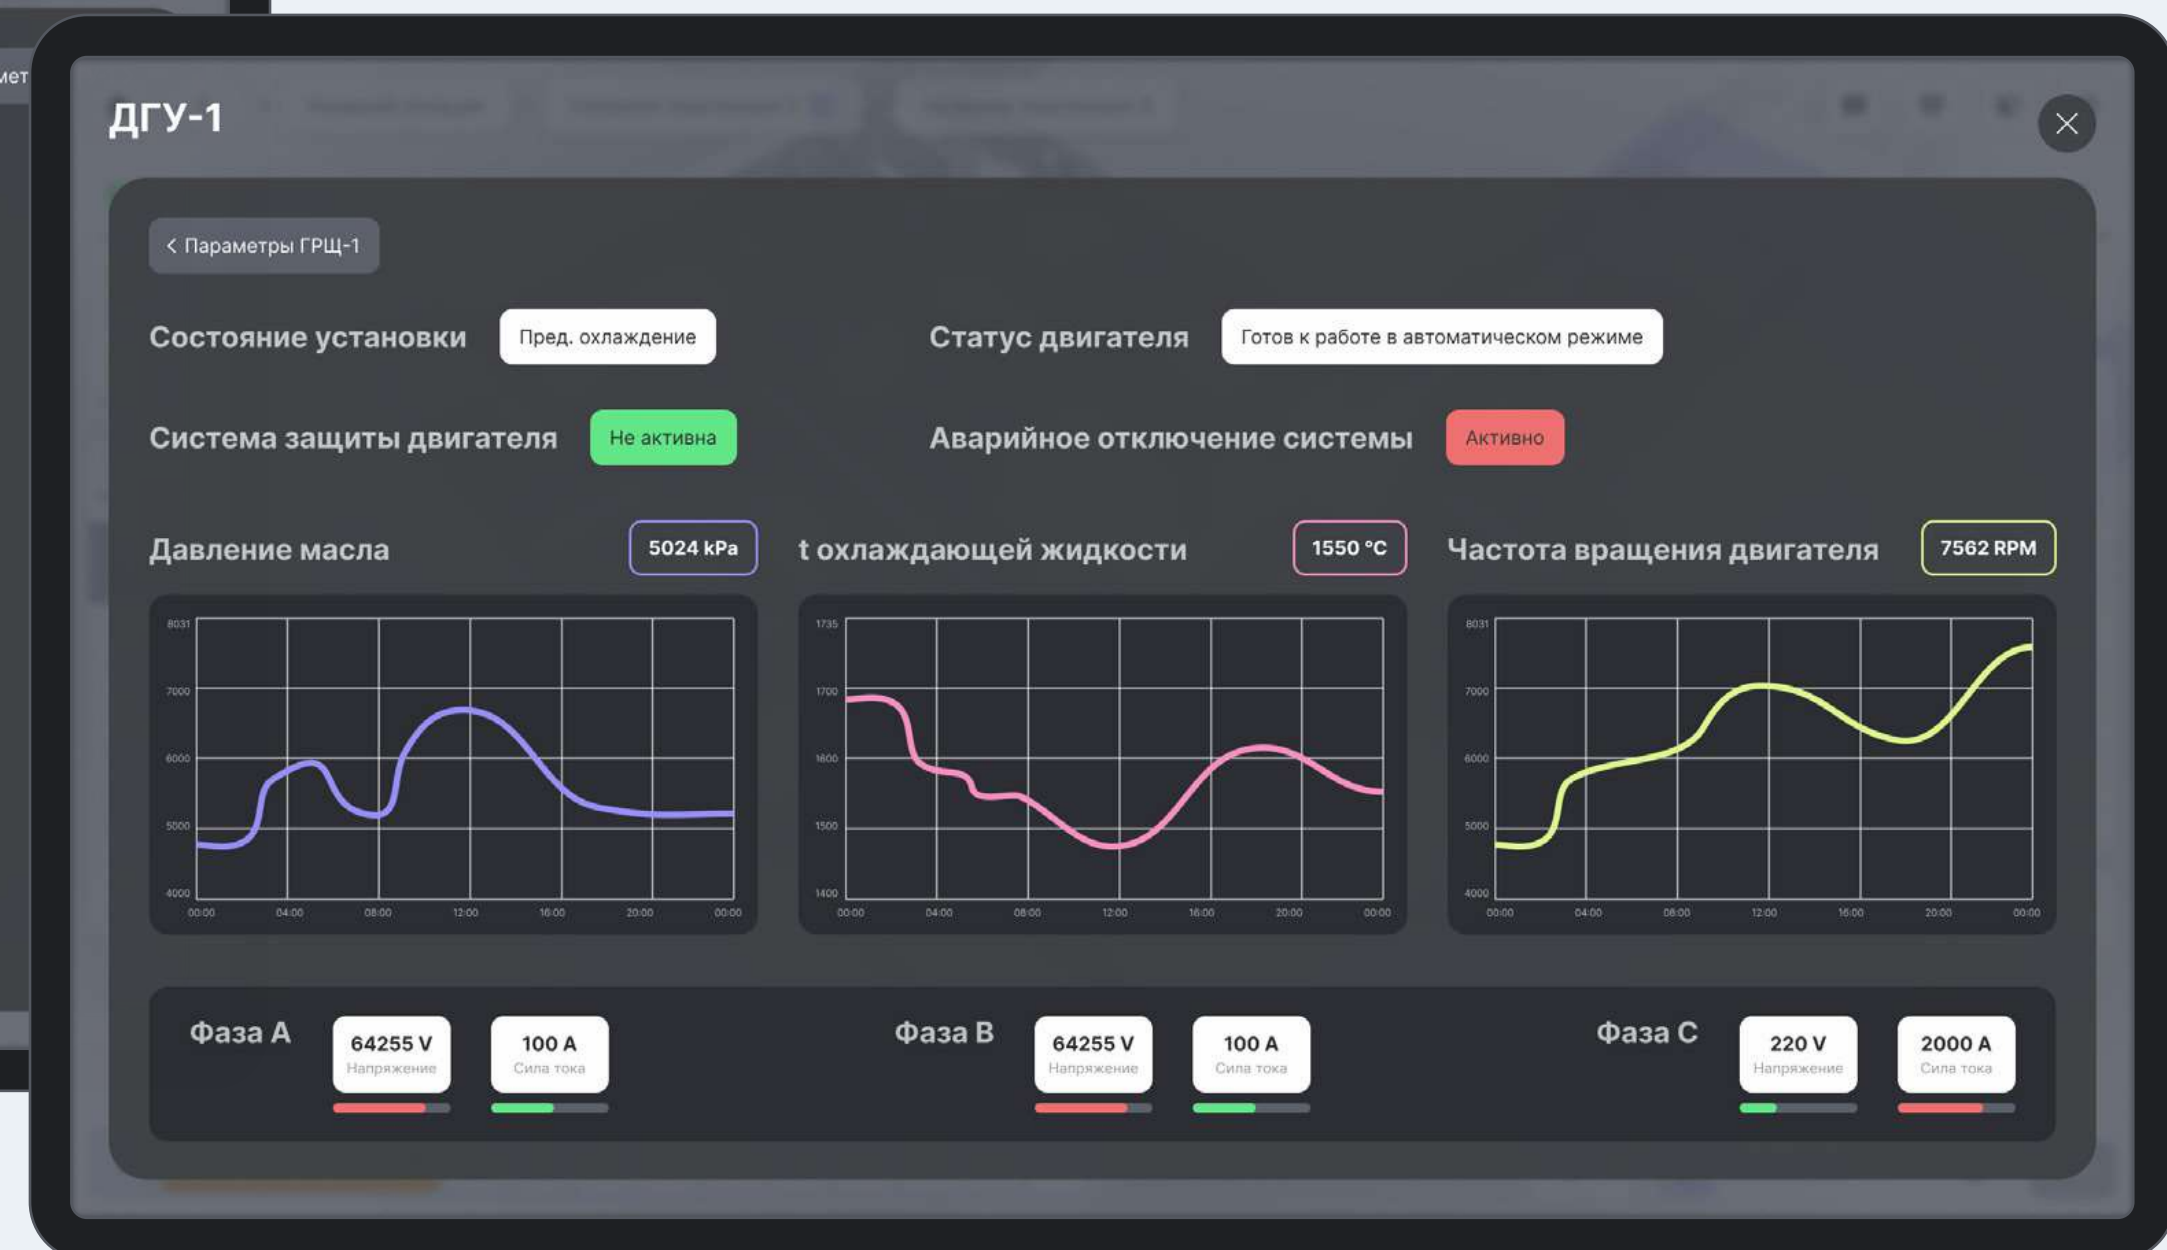 мет
ДГУ-1
< Параметры ГРЩ-1
Состояние установки Пред. охлаждение
Статус двигателя Готов к работе в автоматическом режиме
Система защиты двигателя Не активна
Аварийное отключение системы Активно
Давление масла 5024 kPa
8031
7000
6000
5000
4000
00:00 04:00 08:00 12:00 16:00 20:00 00:00
t охлаждающей жидкости 1550 °C
1735
1700
1600
1500
1400
00:00 04:00 08:00 12:00 16:00 20:00 00:00
Частота вращения двигателя 7562 RPM
8031
7000
6000
5000
4000
00:00 04:00 08:00 12:00 16:00 20:00 00:00
Фаза A
64255 V
Напряжение
100 A
Сила тока
Фаза B
64255 V
Напряжение
100 A
Сила тока
Фаза C
220 V
Напряжение
2000 A
Сила тока